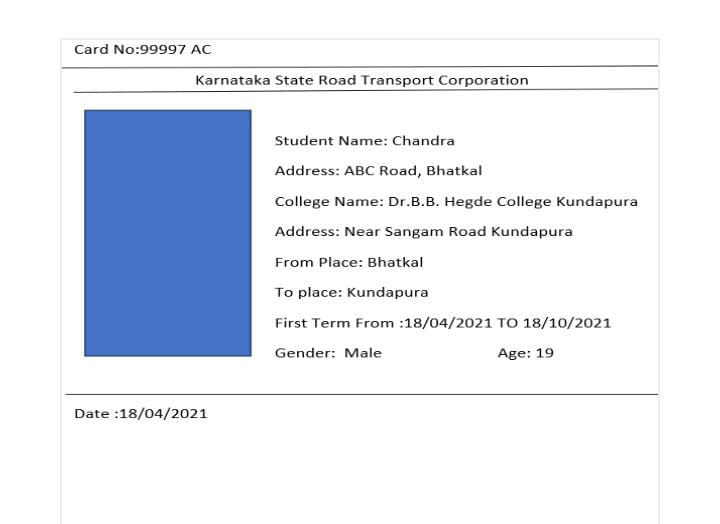 Card No:99997 AC
Karnataka State Road Transport Corporation
Student Name: Chandra
Address: ABC Road, Bhatkal
College Name: Dr.B.B. Hegde College Kundapura
Address: Near Sangam Road Kundapura
From Place: Bhatkal
To place: Kundapura
First Term From :18/04/2021 TO 18/10/2021
Gender: Male Age: 19
Date :18/04/2021